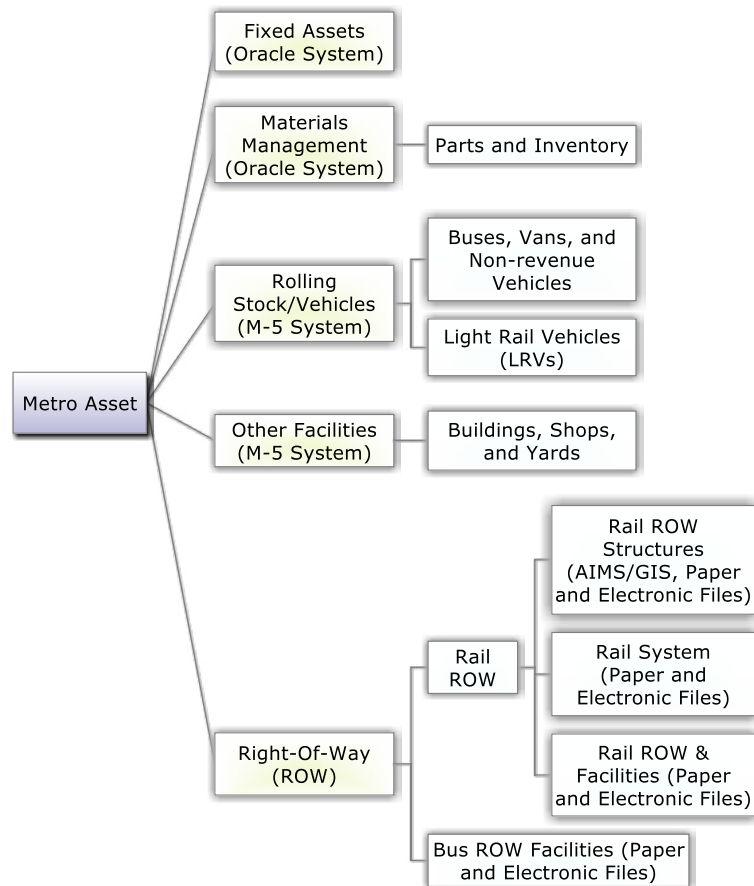 Fixed Assets
(Oracle System)
Materials
Management
(Oracle System)
Parts and Inventory
Rolling
Stock/Vehicles
(M-5 System)
Buses, Vans, and
Non-revenue
Vehicles
Light Rail Vehicles
(LRVs)
Metro Asset
Other Facilities
(M-5 System)
Buildings, Shops,
and Yards
Right-Of-Way
(ROW)
Rail
ROW
Rail ROW
Structures
(AIMS/GIS, Paper
and Electronic Files)
Rail System
(Paper and
Electronic Files)
Rail ROW &
Facilities (Paper
and Electronic Files)
Bus ROW Facilities (Paper
and Electronic Files)